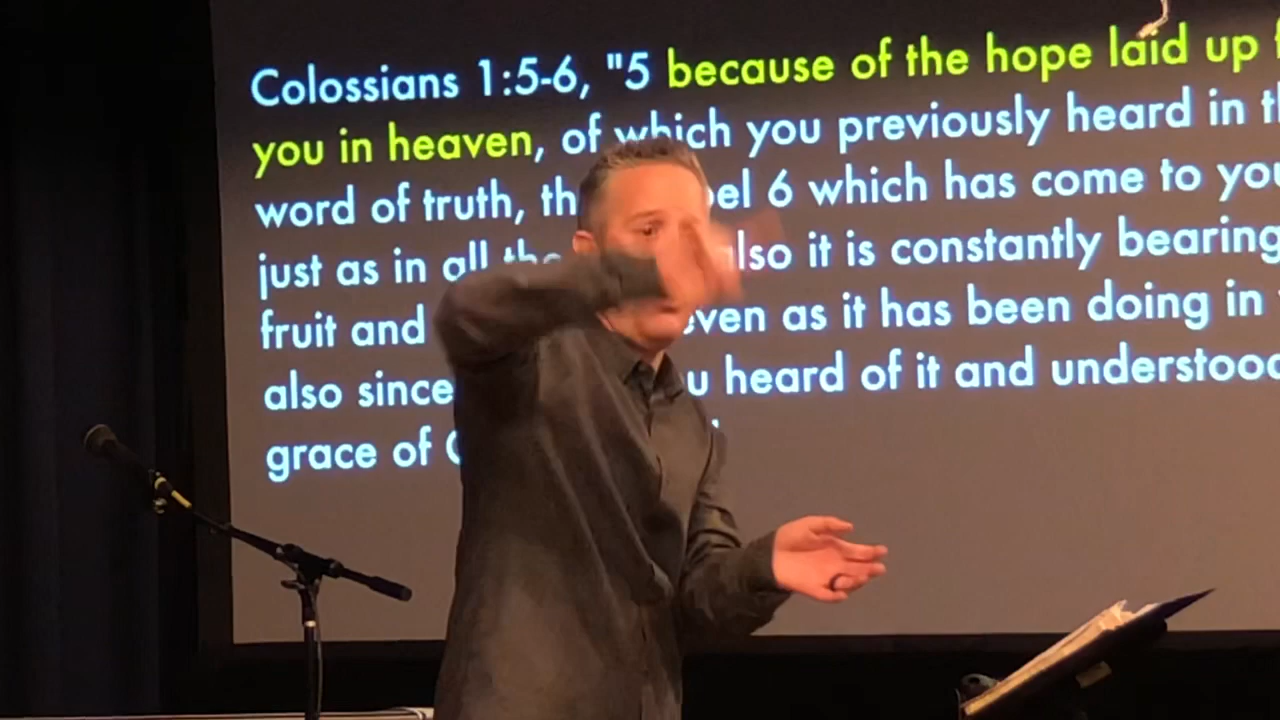 Colossians 1:5-6, "5 because of the hope laid up
you in heaven, of which you previously heard in
word of truth, 6 which has come to you
just as in all also it is constantly bearing
fruit and even as it has been doing in
also since heard of it and understood
grace of